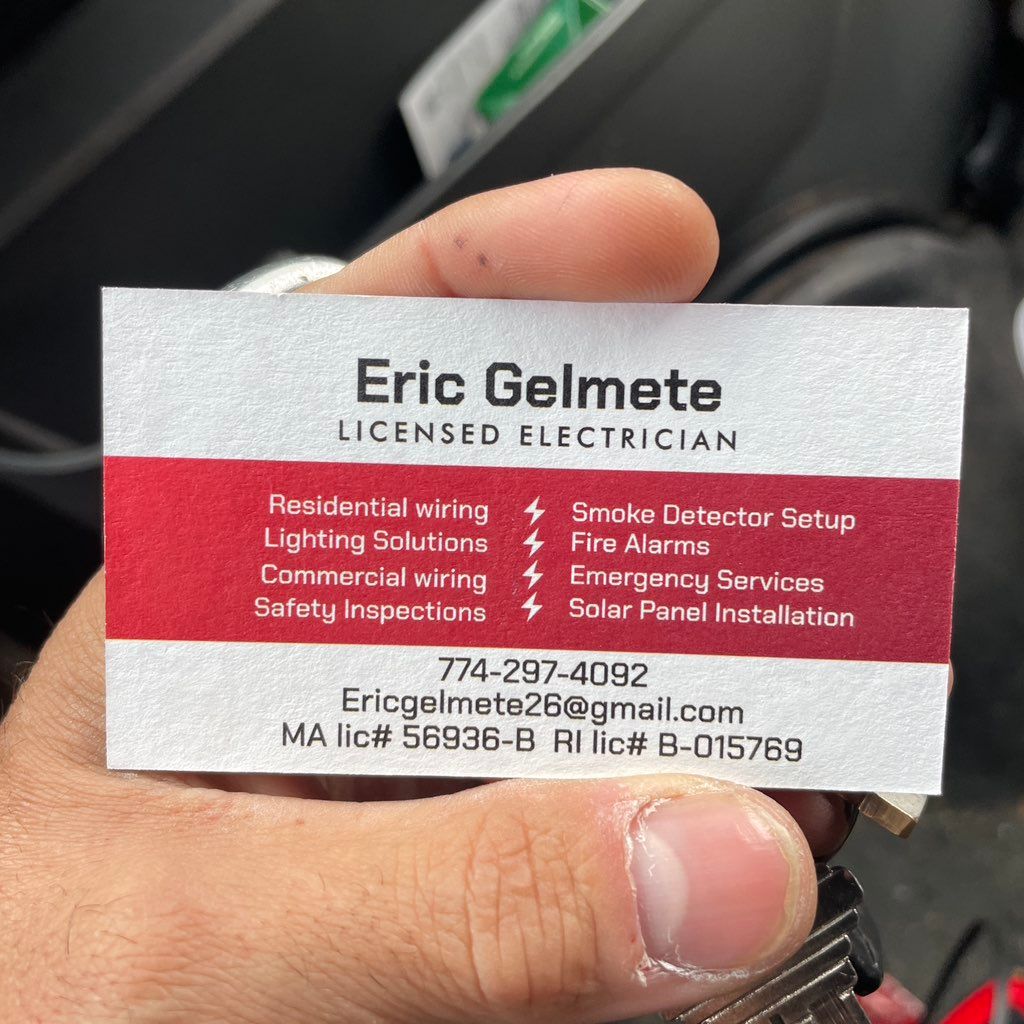 Eric Gelmete
LICENSED ELECTRICIAN
Residential wiring Smoke Detector Setup
Lighting Solutions Fire Alarms
Commercial wiring Emergency Services
Safety Inspections Solar Panel Installation
774-297-4092
Ericgelmete26@gmail.com
MA lic# 56936-B RI lic# B-015769